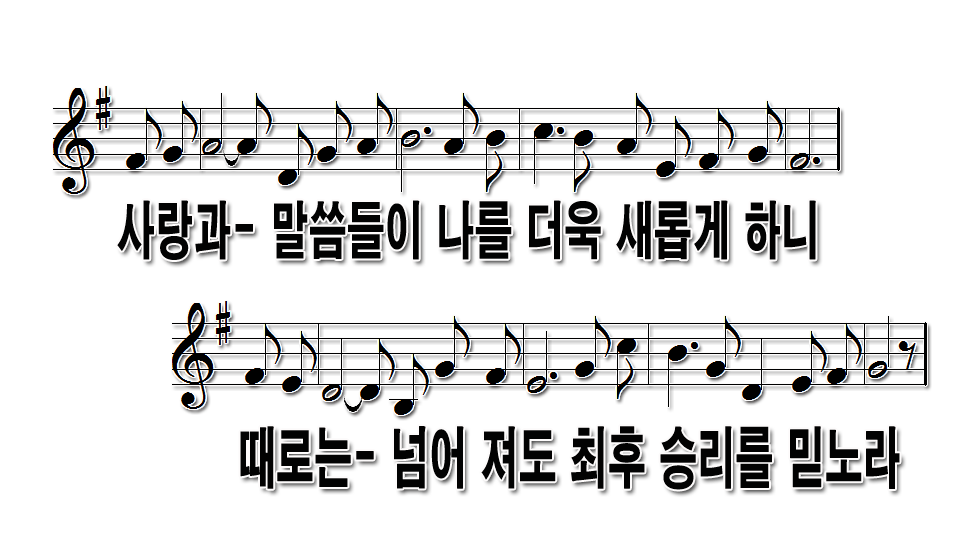 사랑과- 말씀들이 나를 더욱 새롭게 하니
때로는- 넘어 져도 최후 승리를 믿노라